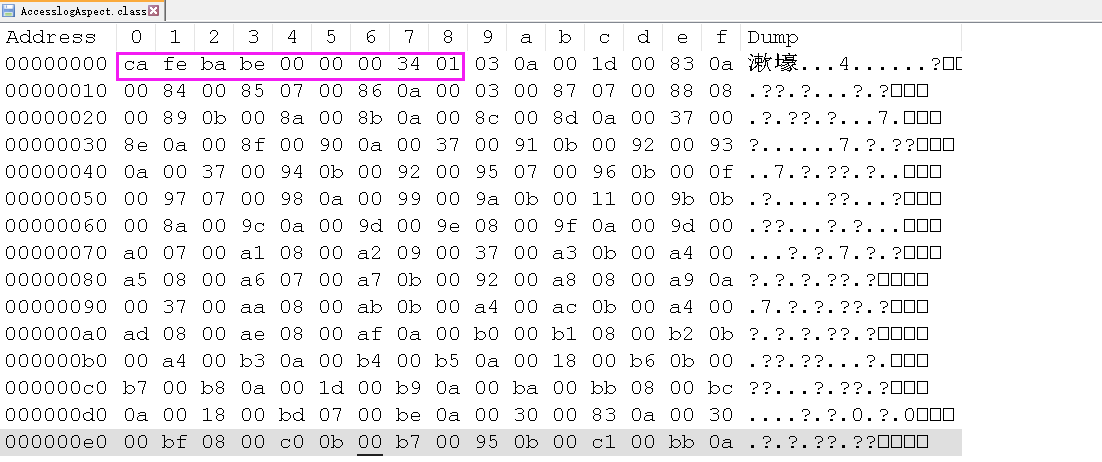 AccesslogAspect.class
Address 0 1 2 3 4 5 6 7 8 9 a b c d e f Dump
00000000 ca fe ba be 00 00 00 34 01 03 0a 00 1d 00 83 0a 漱壕...4......?□□
00000010 00 84 00 85 07 00 86 0a 00 03 00 87 07 00 88 08 .??.?...?.?□□□
00000020 00 89 0b 00 8a 00 8b 0a 00 8c 00 8d 0a 00 37 00 .?.??.?...7.□□□
00000030 8e 0a 00 8f 00 90 0a 00 37 00 91 0b 00 92 00 93 ?......7.?.??□□□
00000040 0a 00 37 00 94 0b 00 92 00 95 07 00 96 0b 00 0f ..7.?.??.?..□□□
00000050 00 97 07 00 98 0a 00 99 00 9a 0b 00 11 00 9b 0b .?....??...?□□□
00000060 00 8a 00 9c 0a 00 9d 00 9e 08 00 9f 0a 00 9d 00 .??...?.?...□□□
00000070 a0 07 00 a1 08 00 a2 09 00 37 00 a3 0b 00 a4 00 ...?.?.7.?.□□□
00000080 a5 08 00 a6 07 00 a7 0b 00 92 00 a8 08 00 a9 0a ?.?.?.??.?□□□□
00000090 00 37 00 aa 08 00 ab 0b 00 a4 00 ac 0b 00 a4 00 .7.?.?.??.?□□□
000000a0 ad 08 00 ae 08 00 af 0a 00 b0 00 b1 08 00 b2 0b ?.?.?.??.?□□□□
000000b0 00 a4 00 b3 0a 00 b4 00 b5 0a 00 18 00 b6 0b 00 .??.??...?.□□□
000000c0 b7 00 b8 0a 00 1d 00 b9 0a 00 ba 00 bb 08 00 bc ??...?.??.?□□□
000000d0 0a 00 18 00 bd 07 00 be 0a 00 30 00 83 0a 00 30 ....?.?.0.?.0□□□
000000e0 00 bf 08 00 c0 0b 00 b7 00 95 0b 00 c1 00 bb 0a .?.?.??.??□□□□